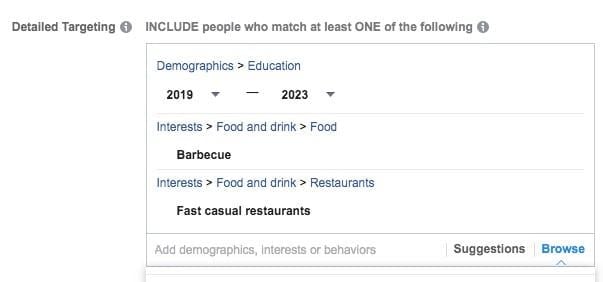 Detailed Targeting INCLUDE people who match at least ONE of the following
Demographics > Education
2019 — 2023
Interests > Food and drink > Food
Barbecue
Interests > Food and drink > Restaurants
Fast casual restaurants
Add demographics, interests or behaviors Suggestions Browse